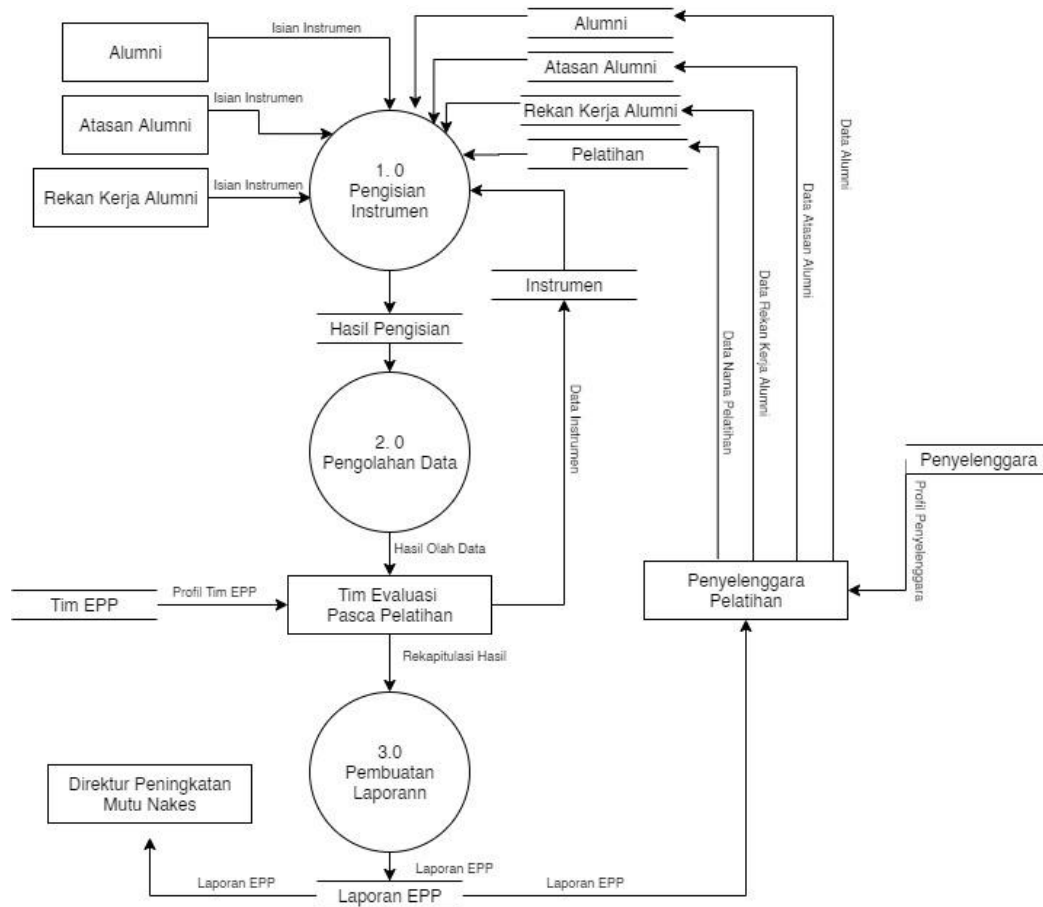 Isian Instrumen
Alumni
Alumni
Atasan Alumni
Isian Instrumen
Atasan Alumni
Rekan Kerja Alumni
Pelatihan
Isian Instrumen
Rekan Kerja Alumni
1. 0
Pengisian
Instrumen
Data Alumni
Data Atasan Alumni
Data Rekan Kerja Alumni
Data Nama Pelatihan
Instrumen
Hasil Pengisian
Data Instrumen
2. 0
Pengolahan Data
Penyelenggara
Profil Penyelenggara
Hasil Olah Data
Penyelenggara
Pelatihan
Tim EPP
Profil Tim EPP
Tim Evaluasi
Pasca Pelatihan
Rekapitulasi Hasil
3.0
Pembuatan
Laporann
Direktur Peningkatan
Mutu Nakes
Laporan EPP
Laporan EPP
Laporan EPP
Laporan EPP